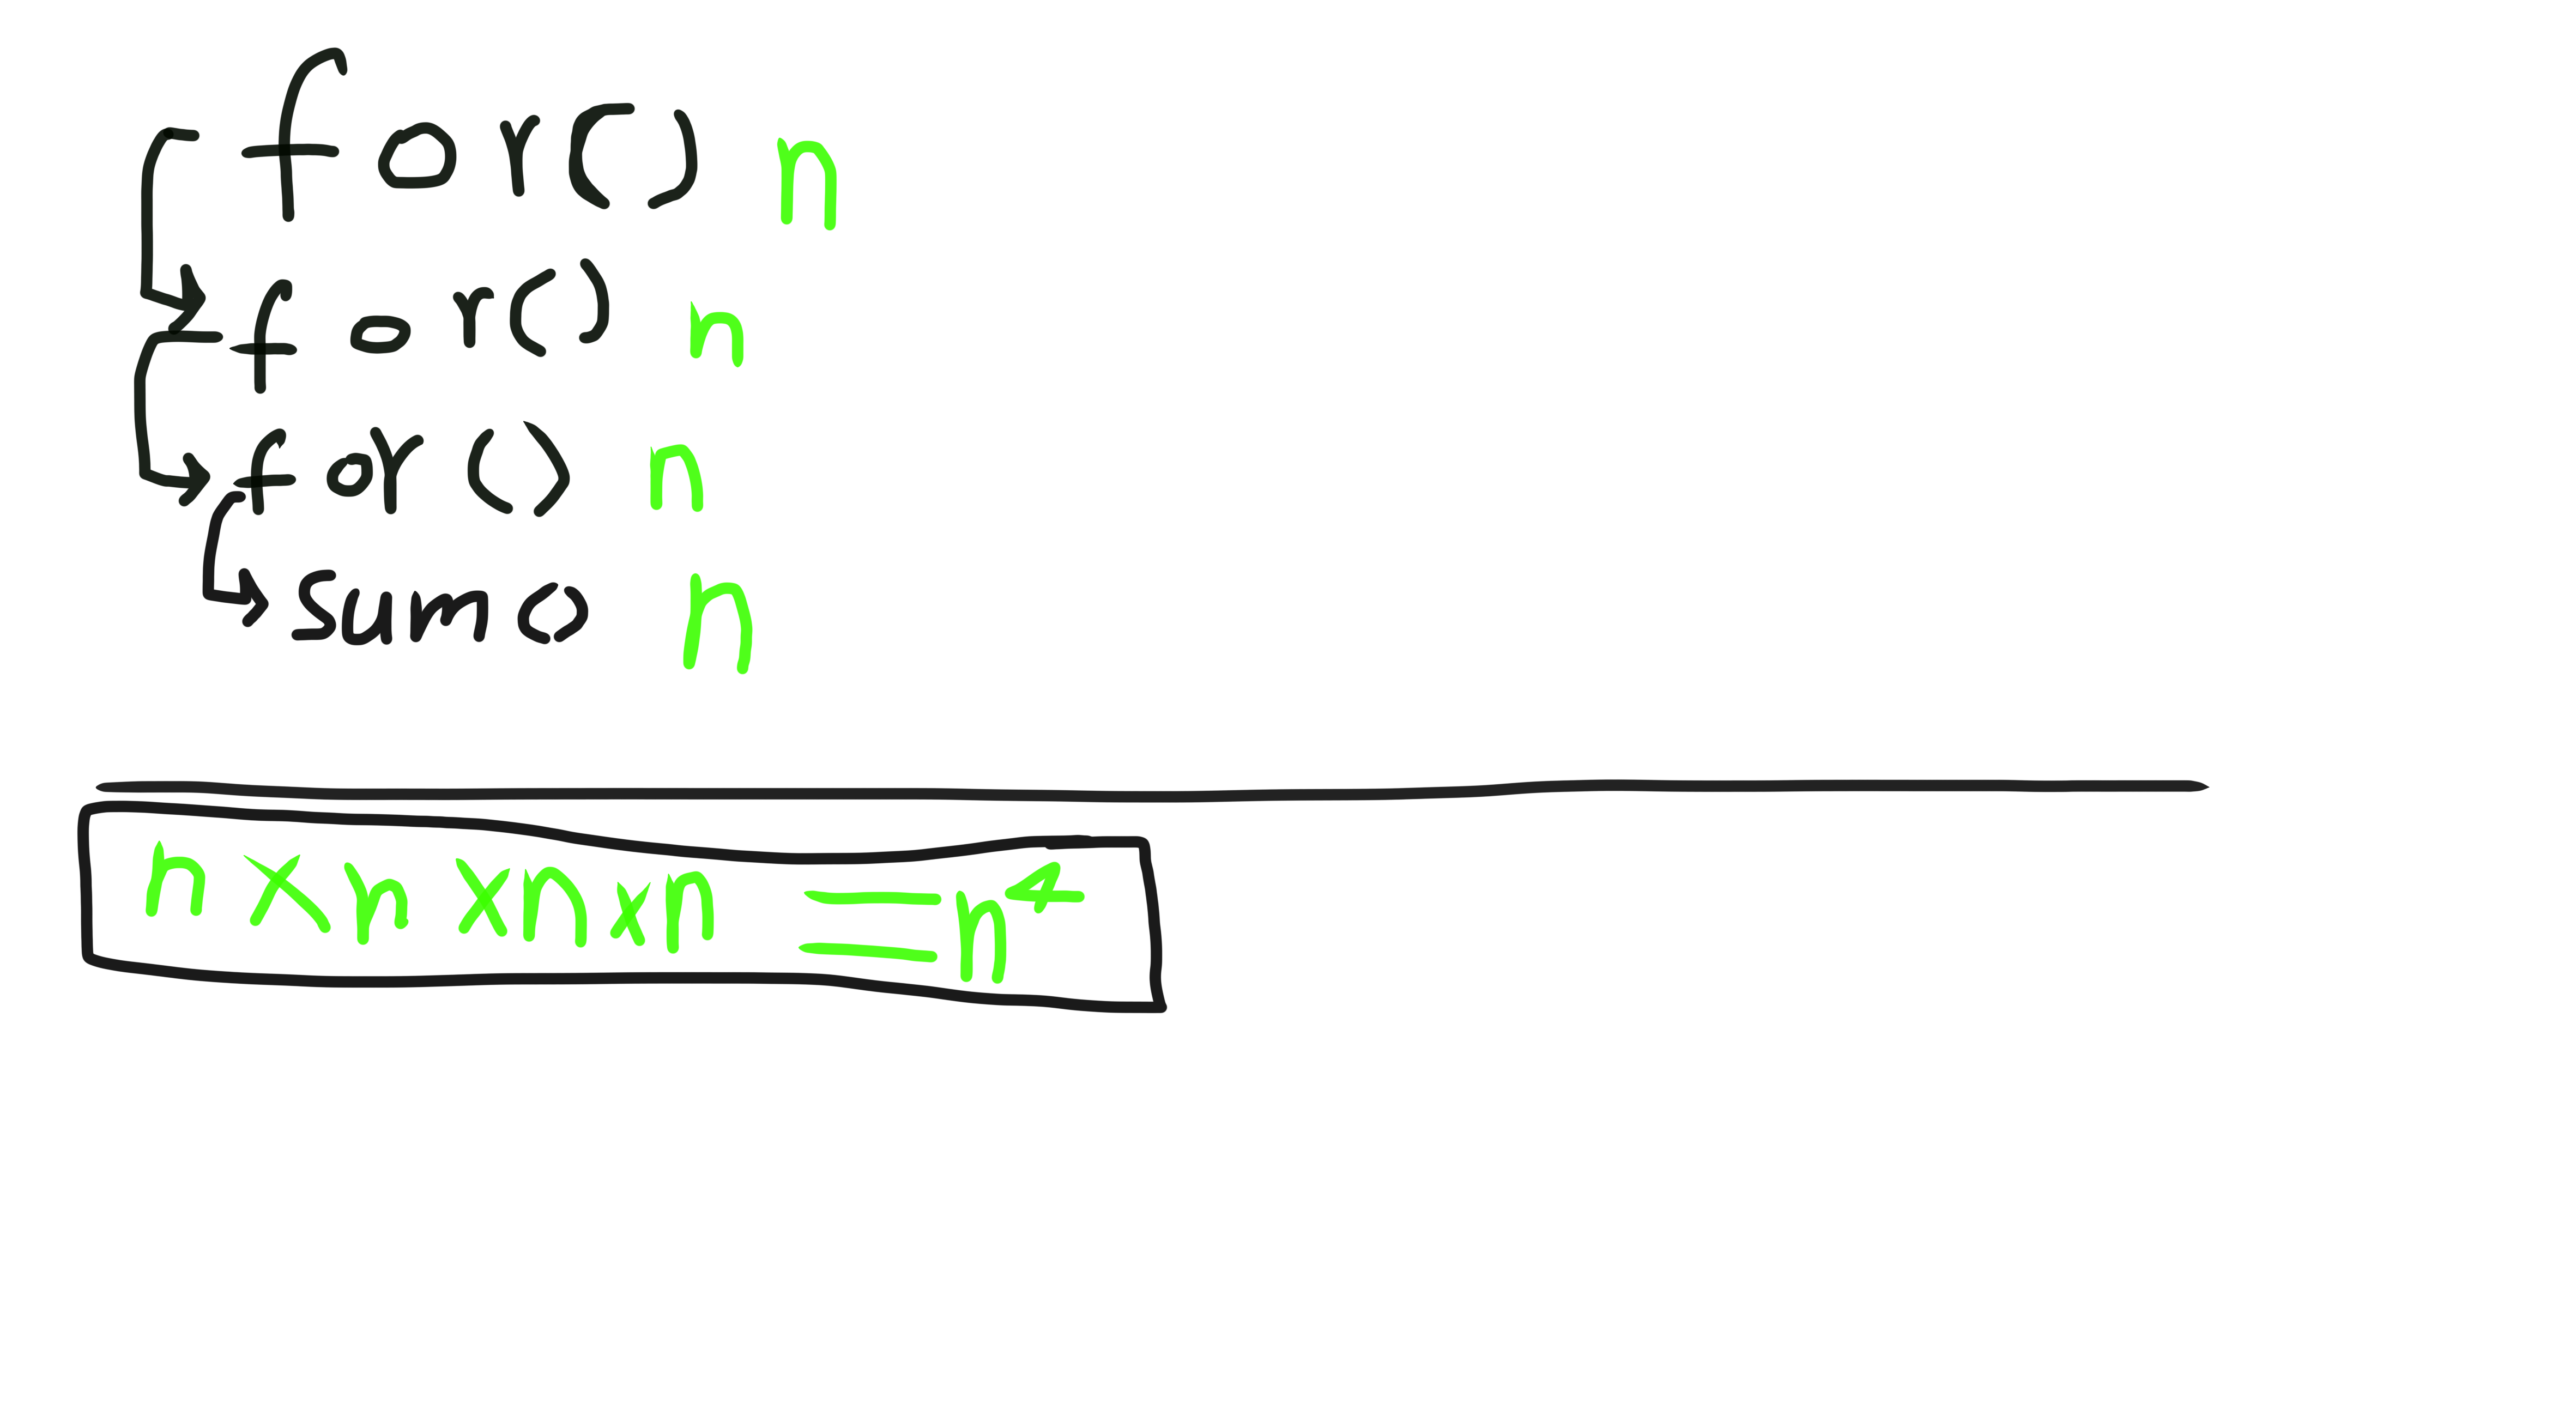 for() n
for() n
for() n
sum() n
n × n × n × n = n⁴